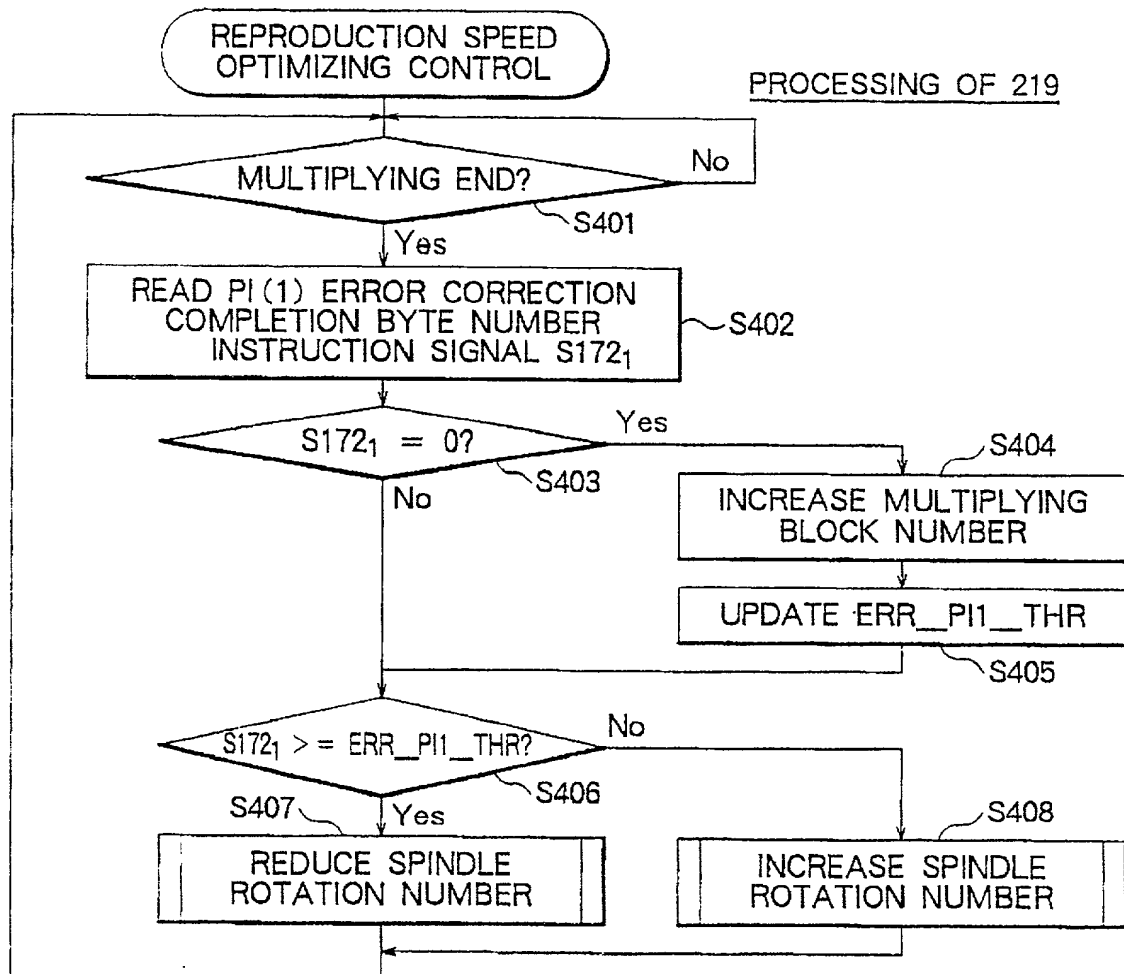 REPRODUCTION SPEED
OPTIMIZING CONTROL
PROCESSING OF 219
No
MULTIPLYING END?
S401
Yes
READ PI(1) ERROR CORRECTION
COMPLETION BYTE NUMBER
INSTRUCTION SIGNAL S172₁
S402
S172₁ = 0?
Yes
S403
No
S404
INCREASE MULTIPLYING
BLOCK NUMBER
UPDATE ERR__PI1__THR
S405
S172₁ >= ERR__PI1__THR?
No
S406
S407
Yes
S408
REDUCE SPINDLE
ROTATION NUMBER
INCREASE SPINDLE
ROTATION NUMBER